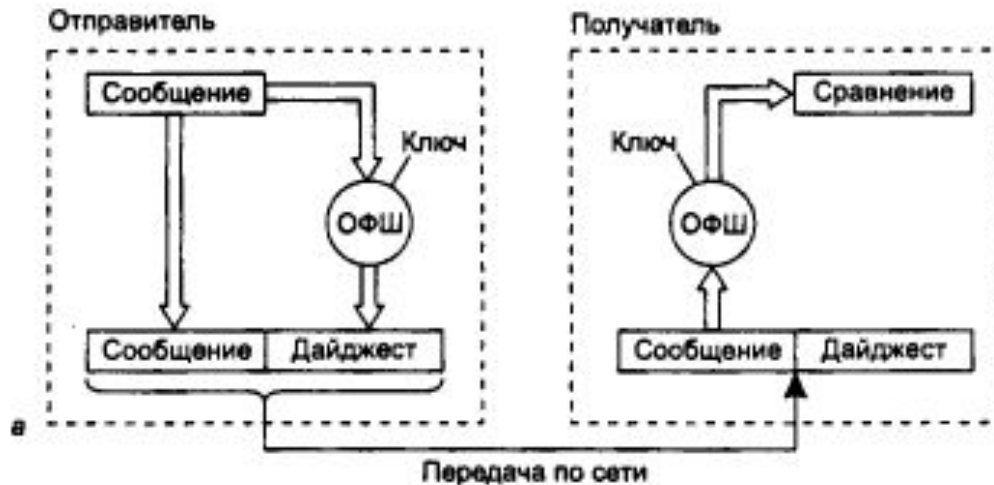 Отправитель
Получатель
Сообщение
Сравнение
Ключ
Ключ
ОФШ
ОФШ
Сообщение Дайджест
Сообщение Дайджест
в
Передача по сети